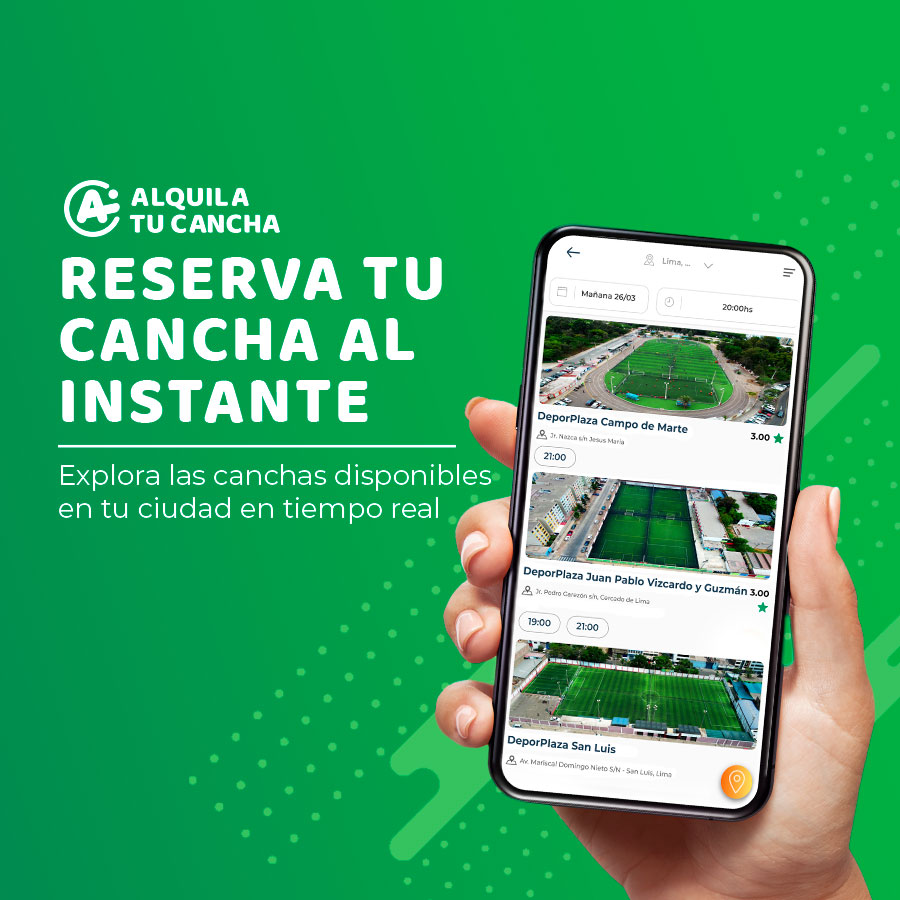 ALQUILA
TU CANCHA
RESERVA TU
CANCHA AL
INSTANTE
Explora las canchas disponibles
en tu ciudad en tiempo real
Lima, ...
Mañana 26/03
20:00hs
DeporPlaza Campo de Marte
3.00
Jr. Nazca s/n Jesus Maria
21:00
DeporPlaza Juan Pablo Vizcardo y Guzmán 3.00
Jr. Pedro Garezón s/n, Cercado de Lima
19:00 21:00
DeporPlaza San Luis
Av. Mariscal Domingo Nieto S/N - San Luis, Lima